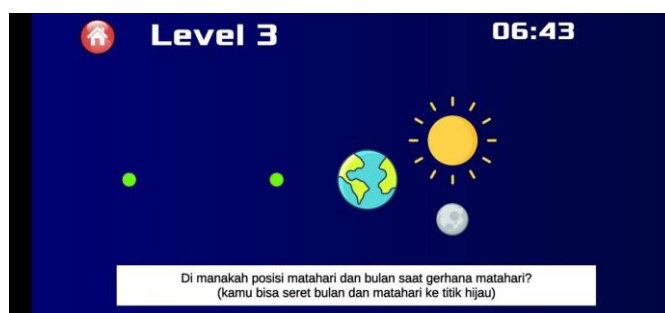 Level 3
06:43
Di manakah posisi matahari dan bulan saat gerhana matahari?
(kamu bisa seret bulan dan matahari ke titik hijau)